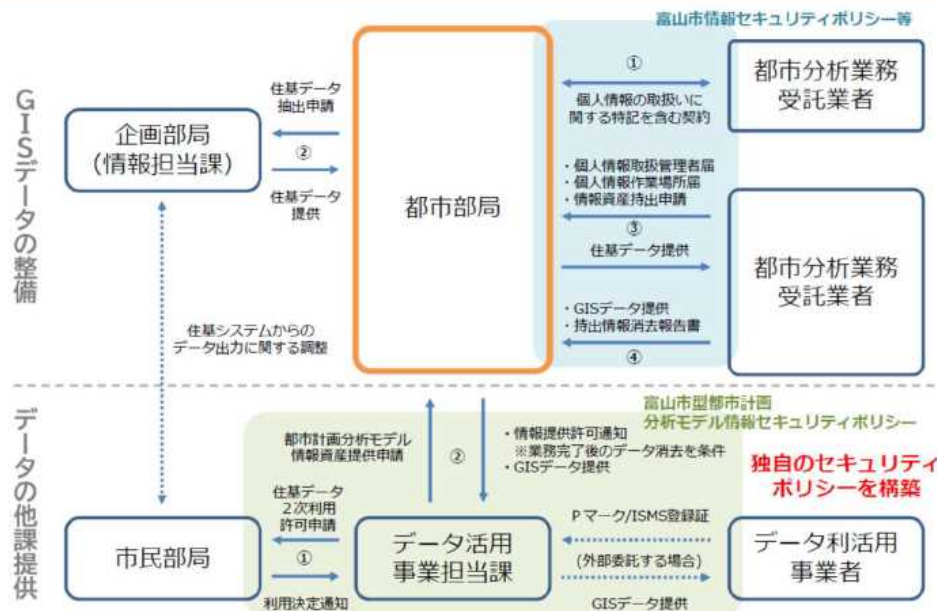 富山市情報セキュリティポリシー等
GISデータの整備
企画部局
(情報担当課)
住基データ
抽出申請
②
住基データ
提供
都市部局
①
個人情報の取扱いに
関する特記を含む契約
都市分析業務
受託業者
・個人情報取扱管理者届
・個人情報作業場所届
・情報資産持出申請
③
住基データ提供
・GISデータ提供
・持出情報消去報告書
④
都市分析業務
受託業者
住基システムからの
データ出力に関する調整
富山市型都市計画
分析モデル情報セキュリティポリシー
データの他課提供
都市計画分析モデル
情報資産提供申請
②
・情報提供許可通知
※業務完了後のデータ消去を条件
・GISデータ提供
独自のセキュリティ
ポリシーを構築
市民部局
住基データ
2次利用
許可申請
①
利用決定通知
データ活用
事業担当課
Pマーク/ISMS登録証
(外部委託する場合)
GISデータ提供
データ利活用
事業者